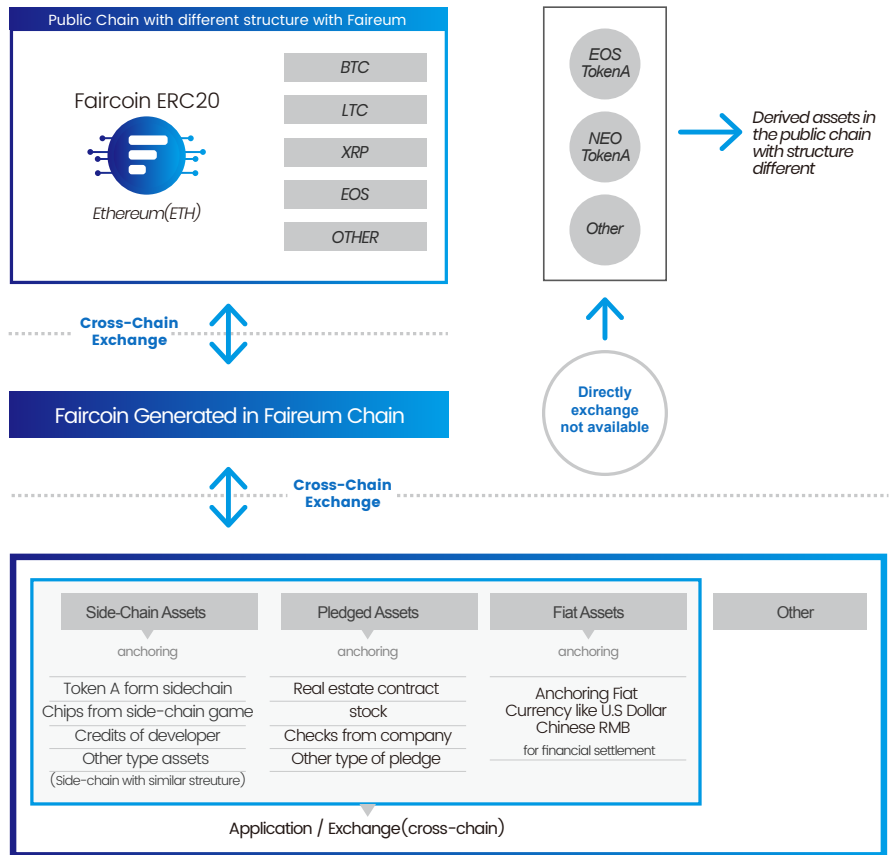 Public Chain with different structure with Faireum
Faircoin ERC20
Ethereum(ETH)
BTC
LTC
XRP
EOS
OTHER
EOS
TokenA
NEO
TokenA
Other
Derived assets in
the public chain
with structure
different
Cross-Chain
Exchange
Directly
exchange
not available
Faircoin Generated in Faireum Chain
Cross-Chain
Exchange
Side-Chain Assets
anchoring
Token A form sidechain
Chips from side-chain game
Credits of developer
Other type assets
(Side-chain with similar streuture)
Pledged Assets
anchoring
Real estate contract
stock
Checks from company
Other type of pledge
Fiat Assets
anchoring
Anchoring Fiat
Currency like U.S Dollar
Chinese RMB
for financial settlement
Other
Application / Exchange(cross-chain)